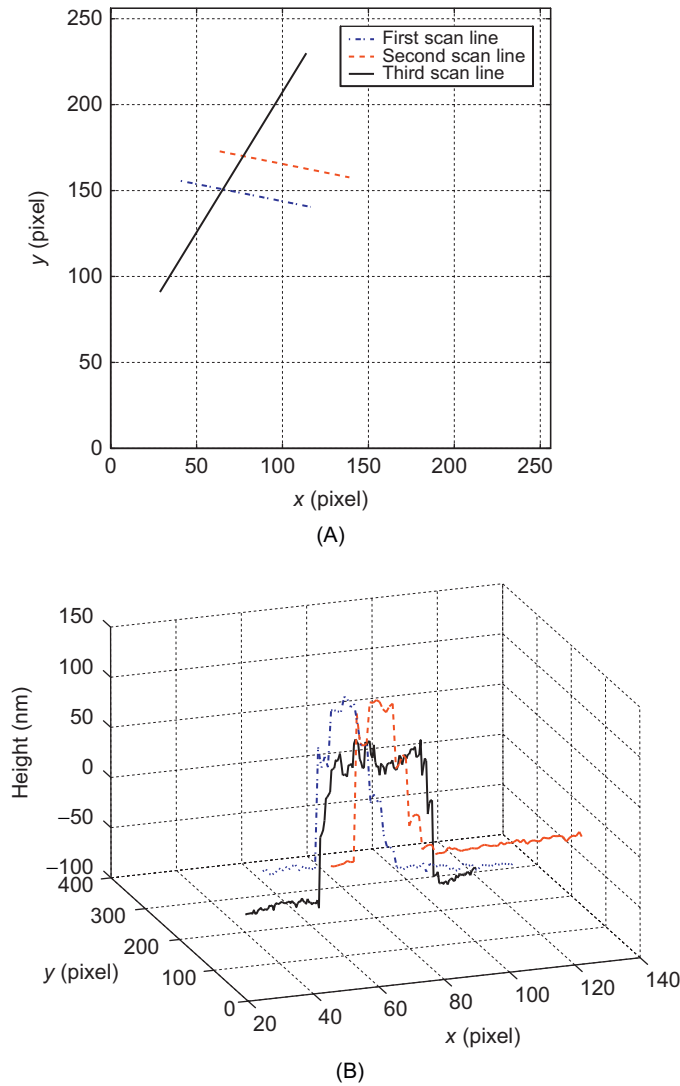 250
200
150
100
50
0
y (pixel)
0 50 100 150 200 250
x (pixel)
First scan line
Second scan line
Third scan line
(A)
150
100
50
0
−50
−100
Height (nm)
400
300
200
100
0
y (pixel)
20 40 60 80 100 120 140
x (pixel)
(B)